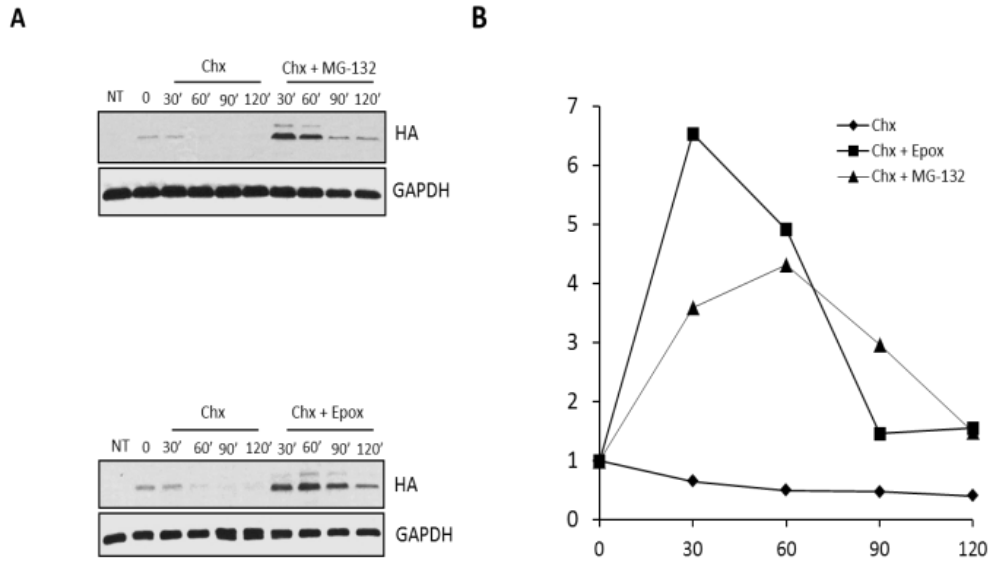 A
Chx
Chx + MG-132
NT 0 30' 60' 90' 120' 30' 60' 90' 120'
HA
GAPDH
Chx
Chx + Epox
NT 0 30' 60' 90' 120' 30' 60' 90' 120'
HA
GAPDH
B
7
6
5
4
3
2
1
0
0 30 60 90 120
Chx
Chx + Epox
Chx + MG-132